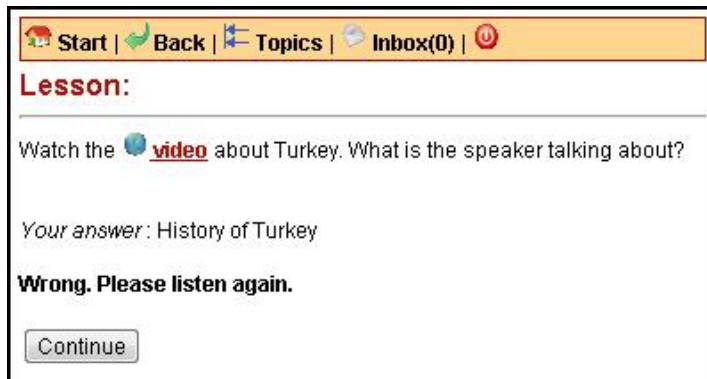 Start | Back | Topics | Inbox(0) |
Lesson:
Watch the video about Turkey. What is the speaker talking about?
Your answer: History of Turkey
Wrong. Please listen again.
Continue